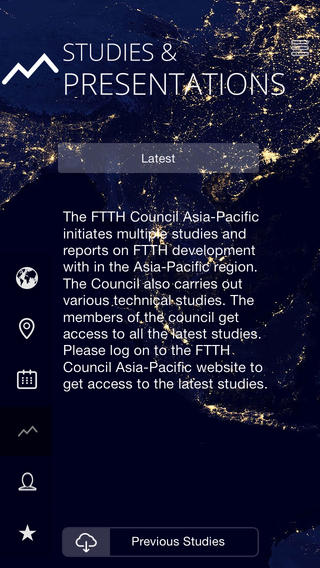 STUDIES &
PRESENTATIONS
Latest
The FTTH Council Asia-Pacific
initiates multiple studies and
reports on FTTH development
with in the Asia-Pacific region.
The Council also carries out
various technical studies. The
members of the council get
access to all the latest studies.
Please log on to the FTTH
Council Asia-Pacific website to
get access to the latest studies.
Previous Studies